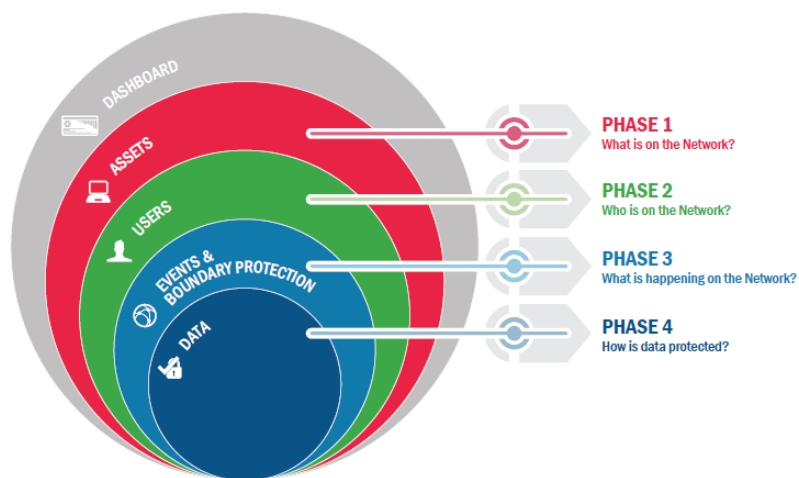 DASHBOARD
ASSETS
USERS
EVENTS &
BOUNDARY PROTECTION
DATA
PHASE 1
What is on the Network?
PHASE 2
Who is on the Network?
PHASE 3
What is happening on the Network?
PHASE 4
How is data protected?